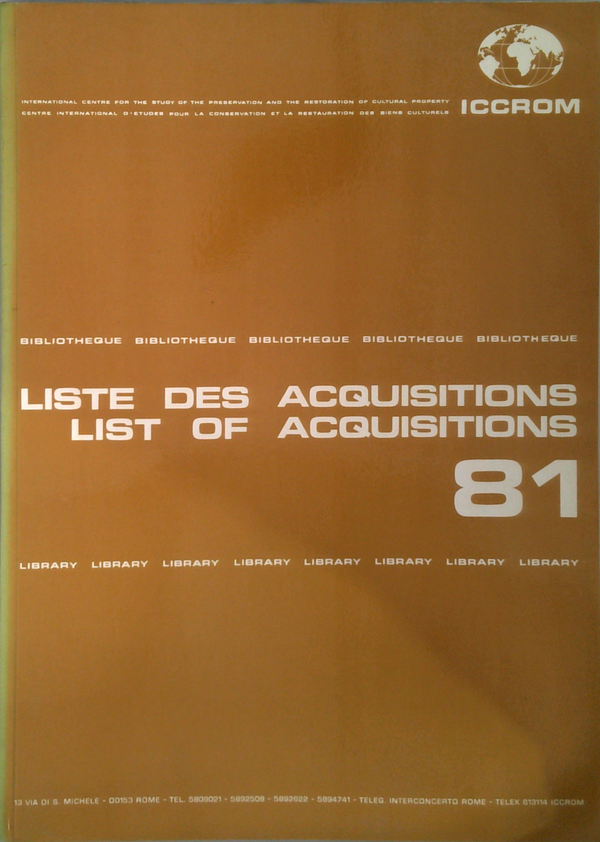 INTERNATIONAL CENTRE FOR THE STUDY OF THE PRESERVATION AND THE RESTORATION OF CULTURAL PROPERTY
CENTRE INTERNATIONAL D'ETUDES POUR LA CONSERVATION ET LA RESTAURATION DES BIENS CULTURELS
ICCROM
BIBLIOTHEQUE BIBLIOTHEQUE BIBLIOTHEQUE BIBLIOTHEQUE BIBLIOTHEQUE
LISTE DES ACQUISITIONS
LIST OF ACQUISITIONS
81
LIBRARY LIBRARY LIBRARY LIBRARY LIBRARY LIBRARY LIBRARY LIBRARY
13 VIA DI S. MICHELE - 00153 ROME - TEL. 5809021 - 5892508 - 5892622 - 5894741 - TELEG. INTERCONCERTO ROME - TELEX 613114 ICCROM